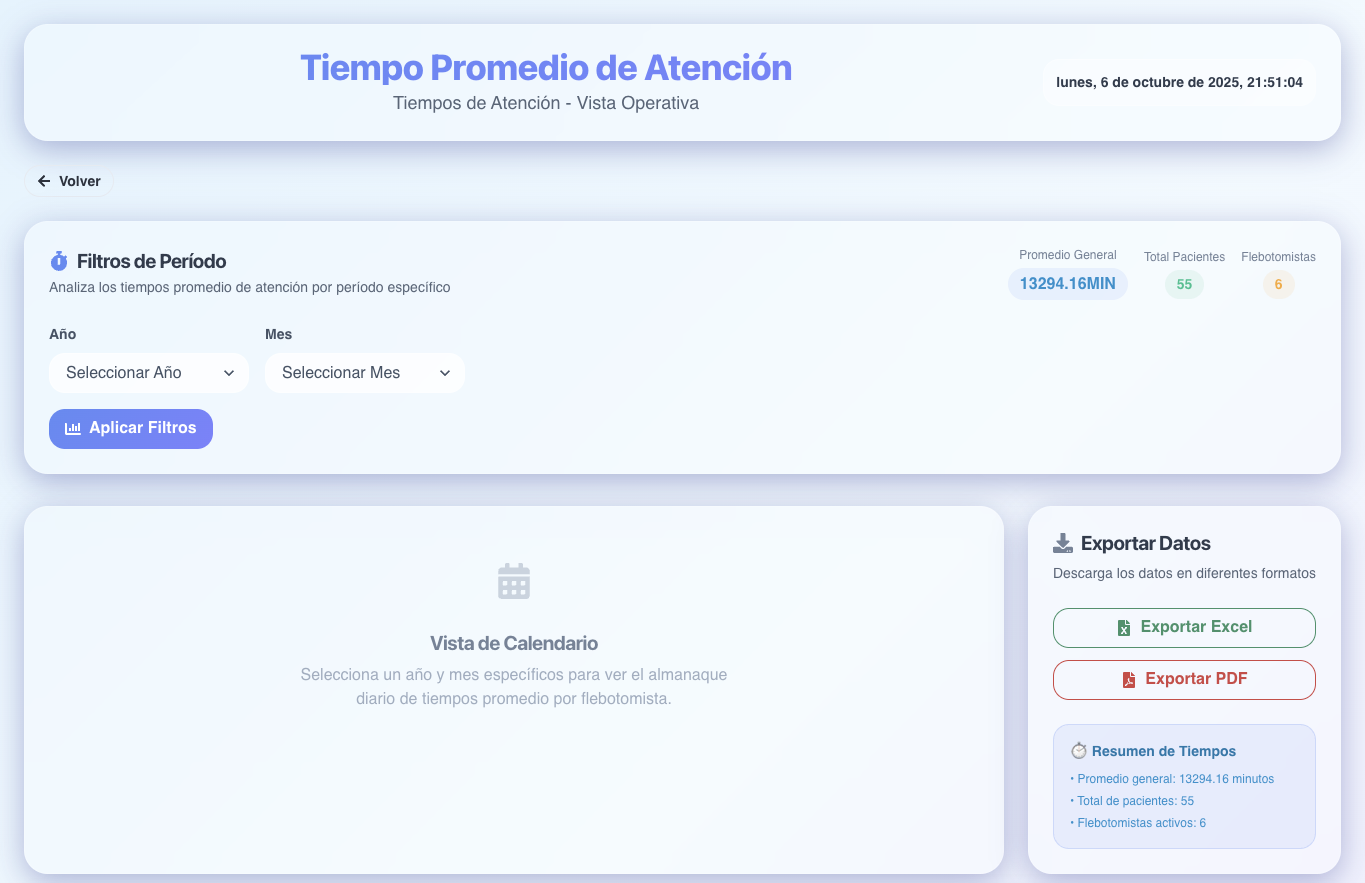 Tiempo Promedio de Atención
Tiempos de Atención - Vista Operativa
lunes, 6 de octubre de 2025, 21:51:04
Volver
Filtros de Período
Analiza los tiempos promedio de atención por período específico
Promedio General
13294.16MIN
Total Pacientes
55
Flebotomistas
6
Año
Seleccionar Año
Mes
Seleccionar Mes
Aplicar Filtros
Vista de Calendario
Selecciona un año y mes específicos para ver el almanaque
diario de tiempos promedio por flebotomista.
Exportar Datos
Descarga los datos en diferentes formatos
Exportar Excel
Exportar PDF
Resumen de Tiempos
• Promedio general: 13294.16 minutos
• Total de pacientes: 55
• Flebotomistas activos: 6